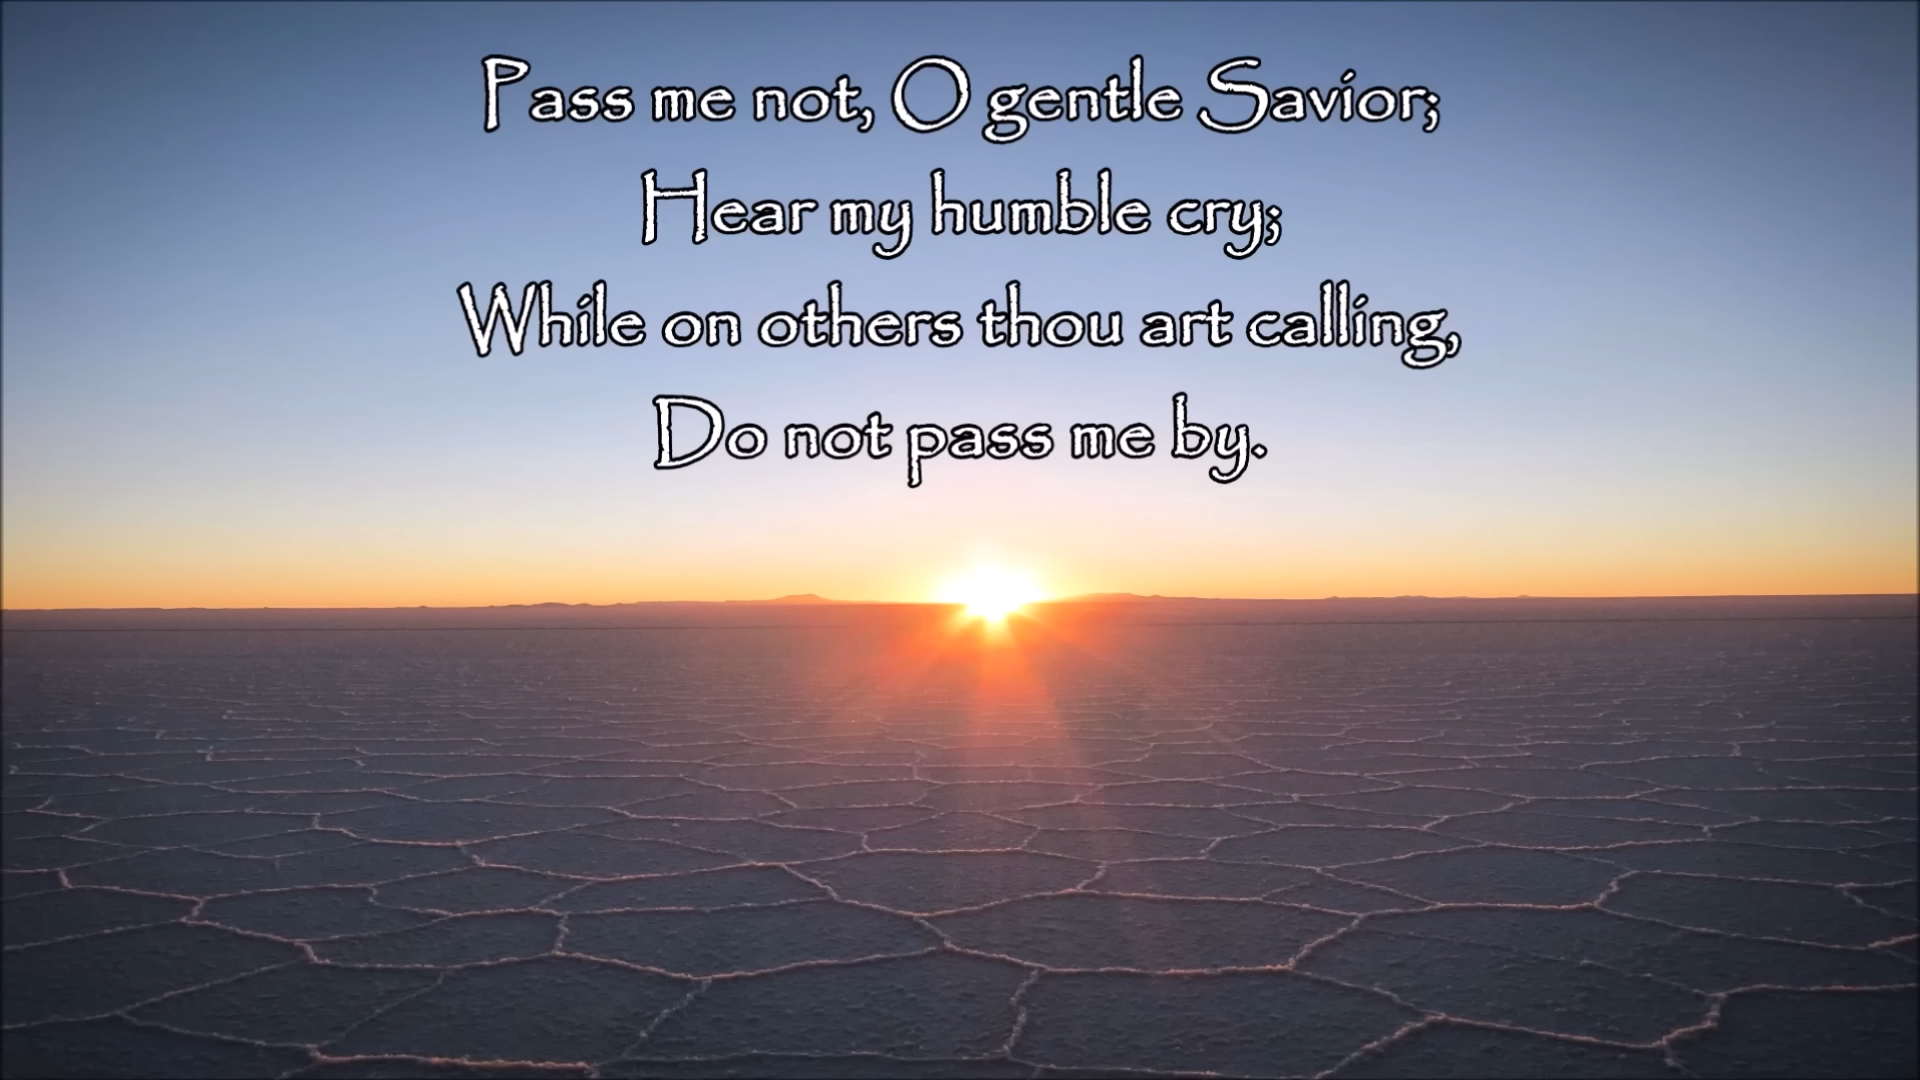 Pass me not, O gentle Savior;
Hear my humble cry;
While on others thou art calling,
Do not pass me by.